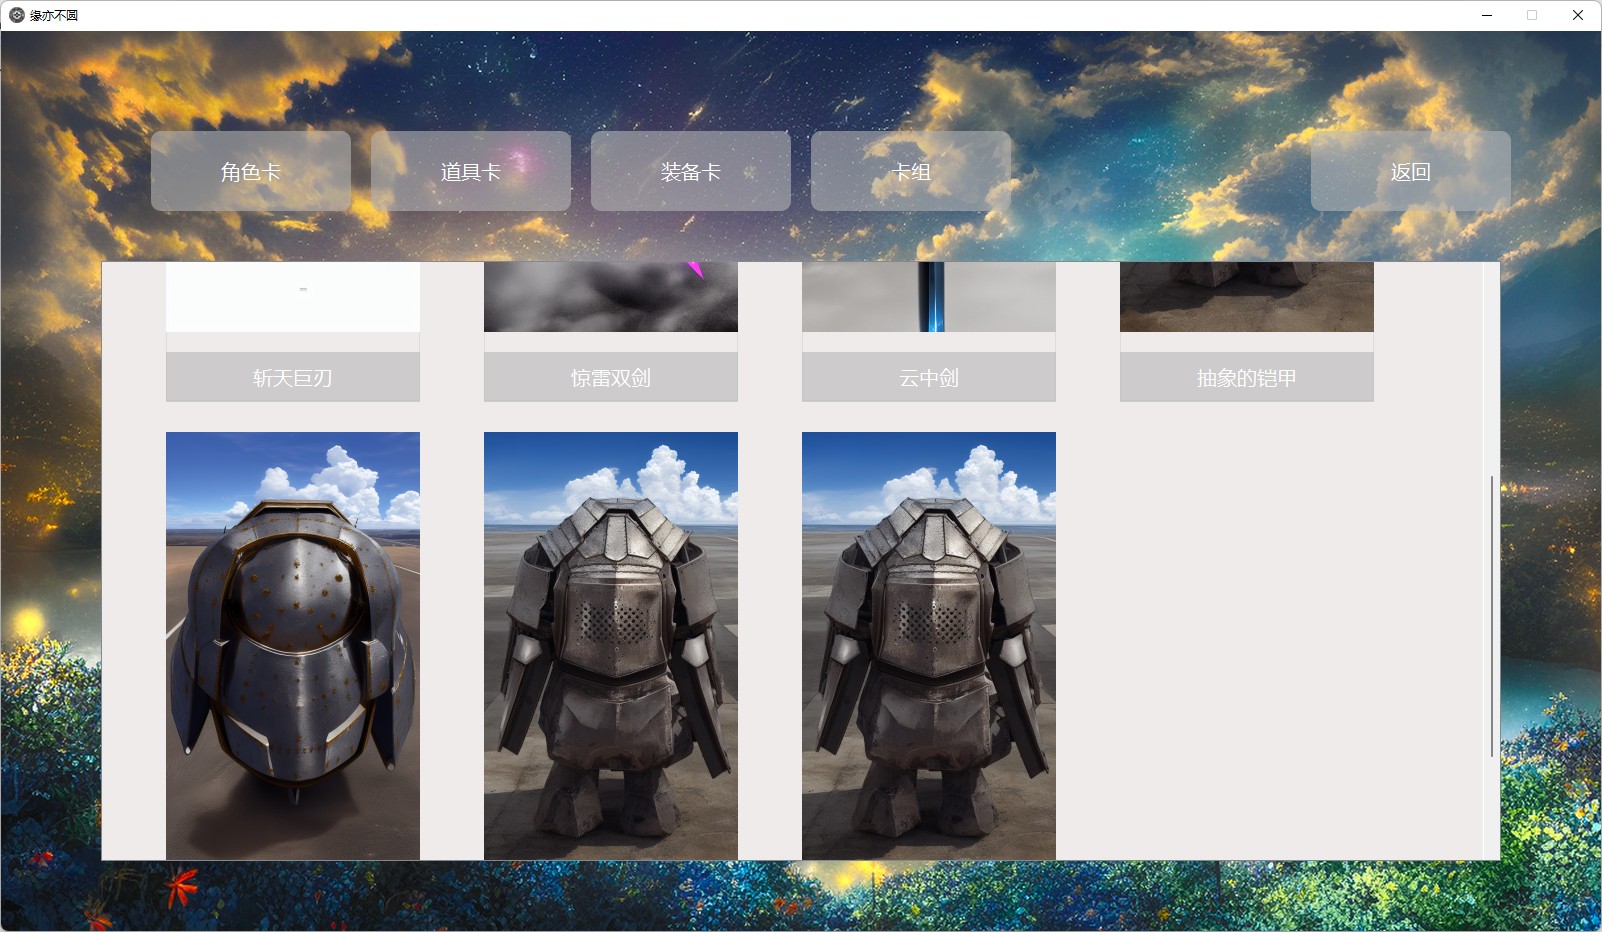 缘亦不圆
角色卡
道具卡
装备卡
卡组
返回
斩天巨刃
惊雷双剑
云中剑
抽象的铠甲